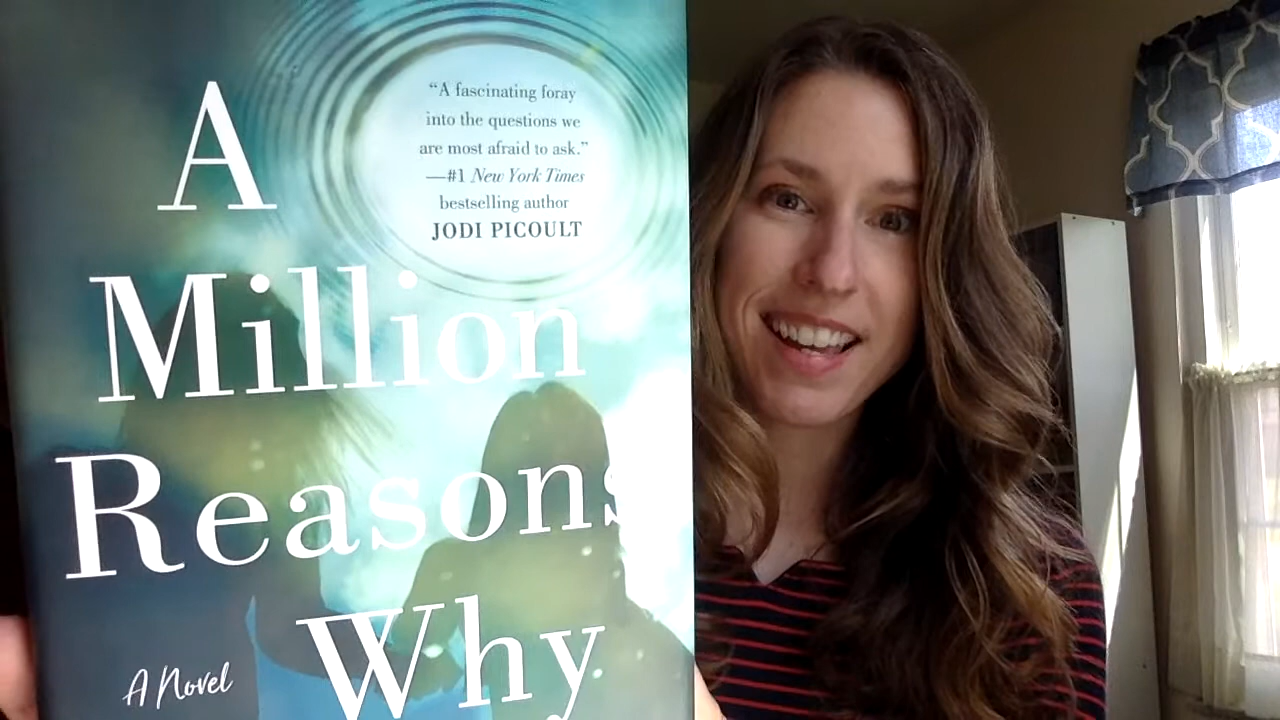 “A fascinating foray
into the questions we
are most afraid to ask.”
—#1 New York Times
bestselling author
JODI PICOULT
A
Million
Reasons
Why
A Novel